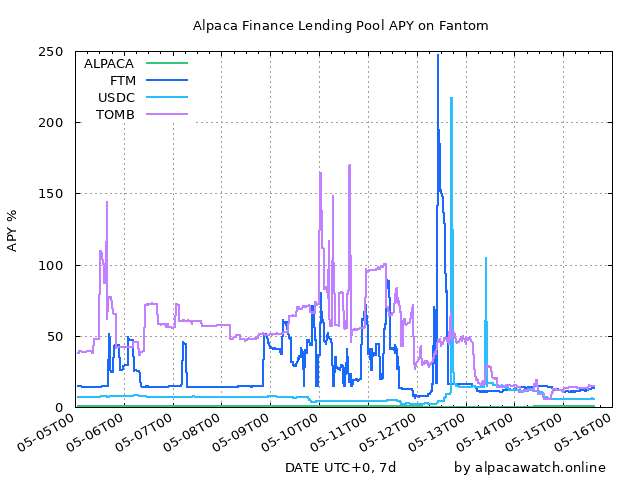 Alpaca Finance Lending Pool APY on Fantom
ALPACA
FTM
USDC
TOMB
250
200
150
100
50
0
APY %
05-05T00
05-06T00
05-07T00
05-08T00
05-09T00
05-10T00
05-11T00
05-12T00
05-13T00
05-14T00
05-15T00
05-16T00
DATE UTC+0, 7d
by alpacawatch.online